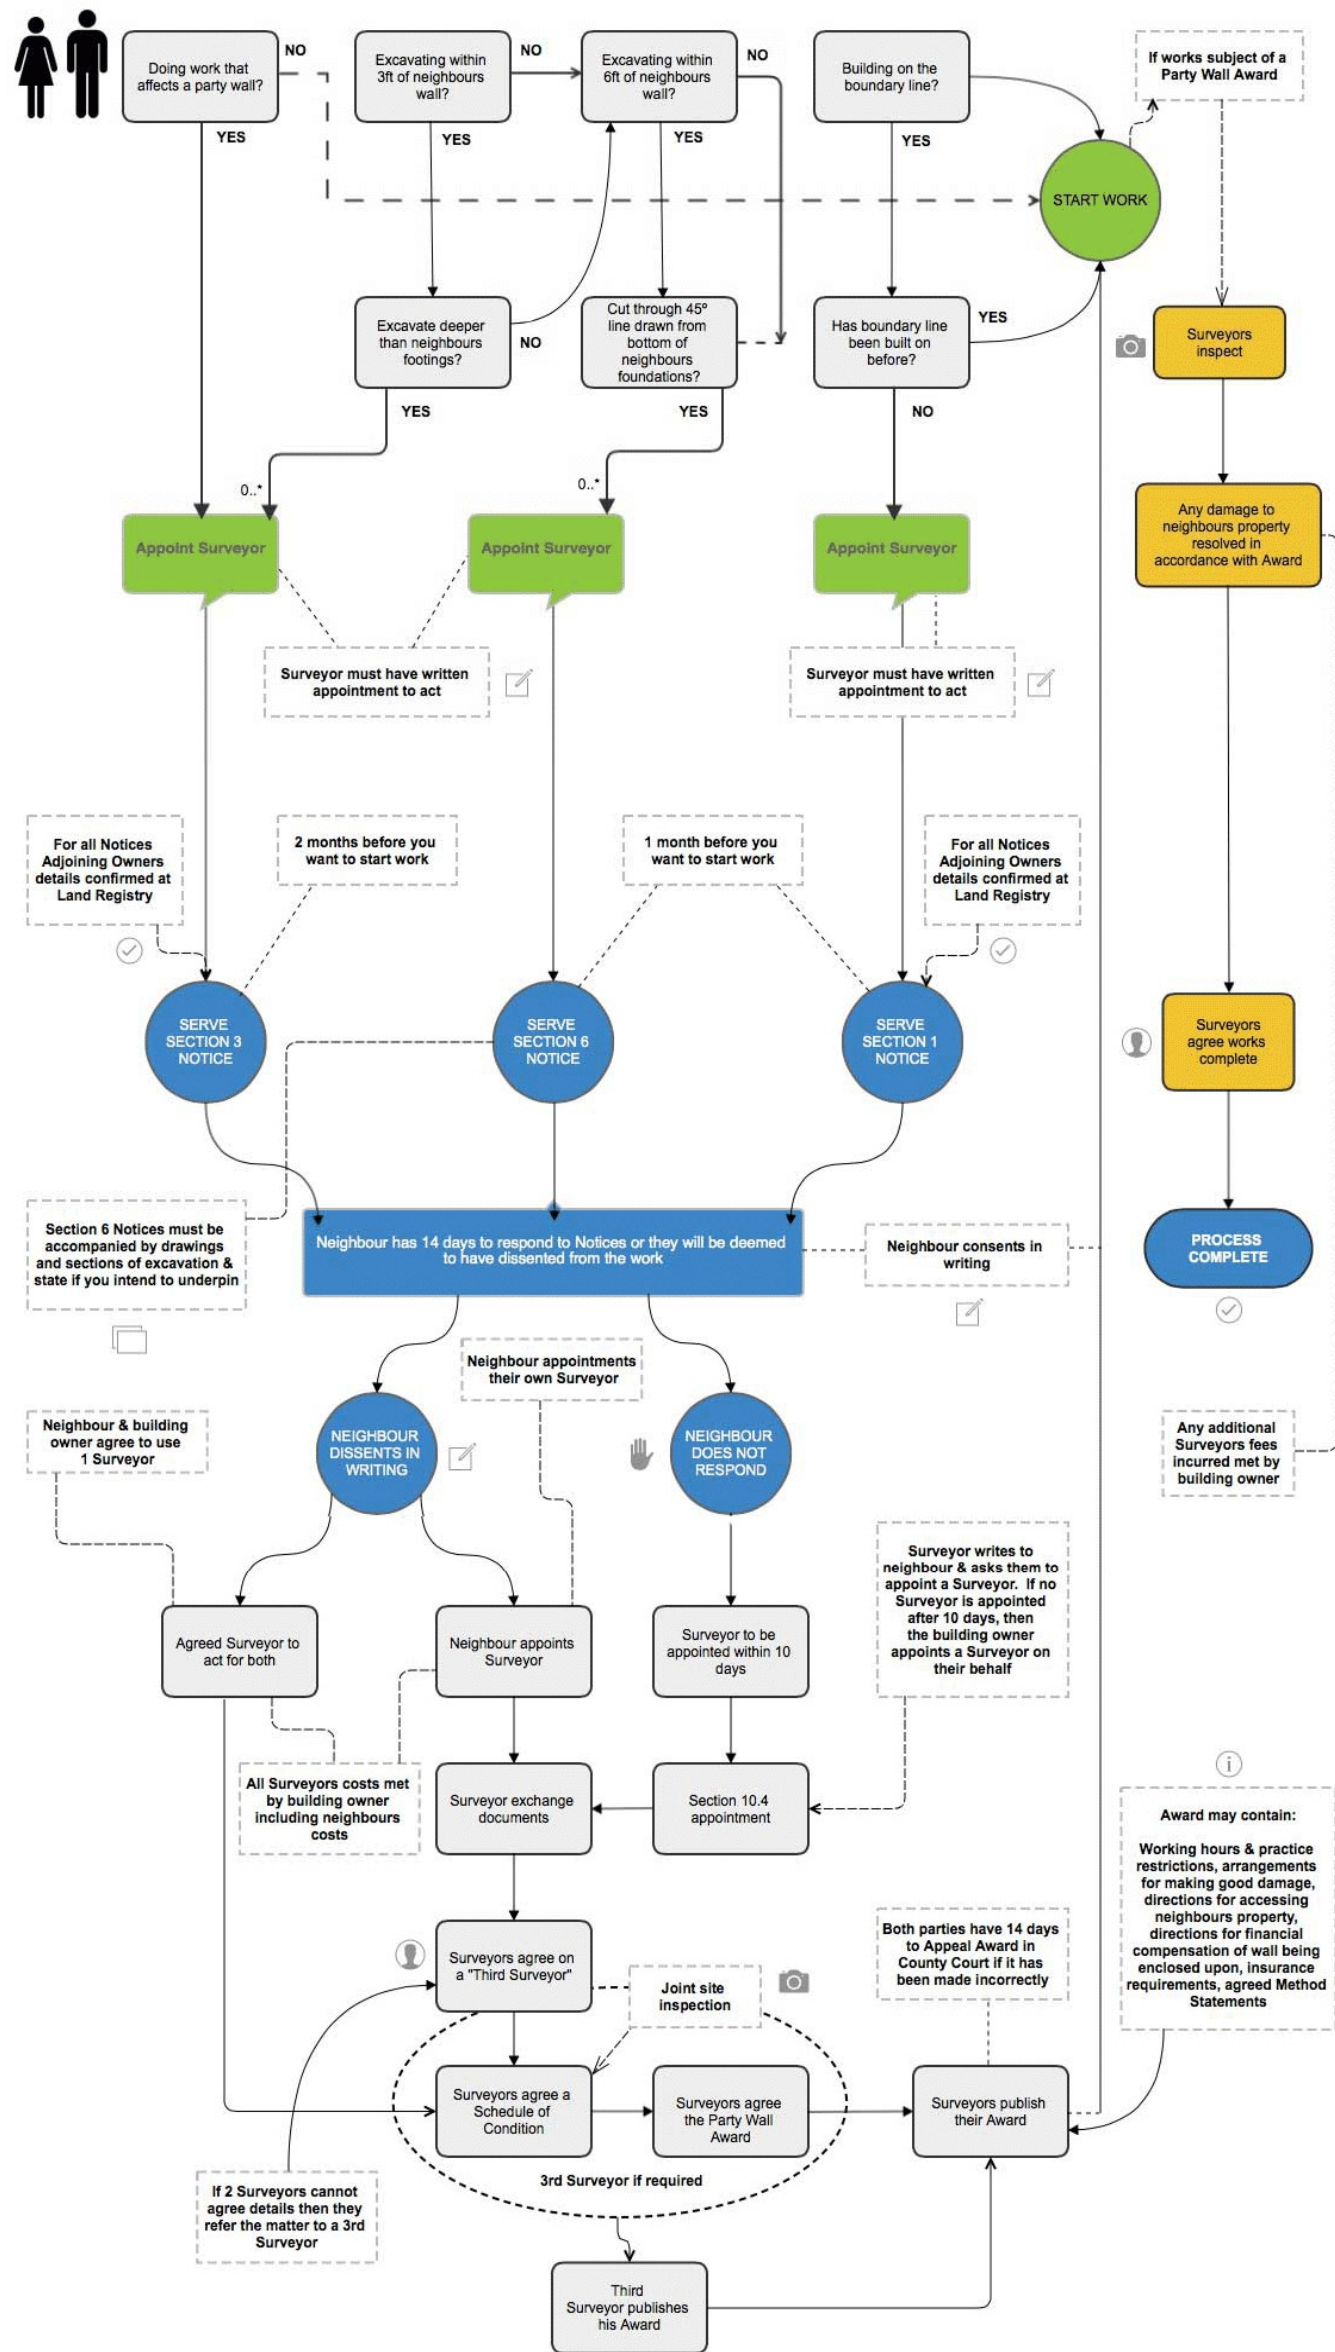 Doing work that
affects a party wall?
NO
YES
Excavating within
3ft of neighbours
wall?
NO
YES
Excavating within
6ft of neighbours
wall?
NO
YES
Building on the
boundary line?
YES
If works subject of a
Party Wall Award
START WORK
Excavate deeper
than neighbours
footings?
NO
YES
Cut through 45º
line drawn from
bottom of
neighbours
foundations?
YES
Has boundary line
been built on
before?
YES
NO
Surveyors
inspect
0..*
0..*
Any damage to
neighbours property
resolved in
accordance with Award
Appoint Surveyor
Appoint Surveyor
Appoint Surveyor
Surveyor must have written
appointment to act
Surveyor must have written
appointment to act
For all Notices
Adjoining Owners
details confirmed at
Land Registry
2 months before you
want to start work
1 month before you
want to start work
For all Notices
Adjoining Owners
details confirmed at
Land Registry
SERVE
SECTION 3
NOTICE
SERVE
SECTION 6
NOTICE
SERVE
SECTION 1
NOTICE
Surveyors
agree works
complete
Section 6 Notices must be
accompanied by drawings
and sections of excavation &
state if you intend to underpin
Neighbour has 14 days to respond to Notices or they will be deemed
to have dissented from the work
Neighbour consents in
writing
PROCESS
COMPLETE
Neighbour appointments
their own Surveyor
Neighbour & building
owner agree to use
1 Surveyor
NEIGHBOUR
DISSENTS IN
WRITING
NEIGHBOUR
DOES NOT
RESPOND
Any additional
Surveyors fees
incurred met by
building owner
Surveyor writes to
neighbour & asks them to
appoint a Surveyor. If no
Surveyor is appointed
after 10 days, then
the building owner
appoints a Surveyor on
their behalf
Agreed Surveyor to
act for both
Neighbour appoints
Surveyor
Surveyor to be
appointed within 10
days
All Surveyors costs met
by building owner
including neighbours
costs
Surveyor exchange
documents
Section 10.4
appointment
Award may contain:
Working hours & practice
restrictions, arrangements
for making good damage,
directions for accessing
neighbours property,
directions for financial
compensation of wall being
enclosed upon, insurance
requirements, agreed Method
Statements
Both parties have 14 days
to Appeal Award in
County Court if it has
been made incorrectly
Surveyors agree on
a "Third Surveyor"
Joint site
inspection
Surveyors agree a
Schedule of
Condition
Surveyors agree
the Party Wall
Award
Surveyors publish
their Award
3rd Surveyor if required
If 2 Surveyors cannot
agree details then they
refer the matter to a 3rd
Surveyor
Third
Surveyor publishes
his Award